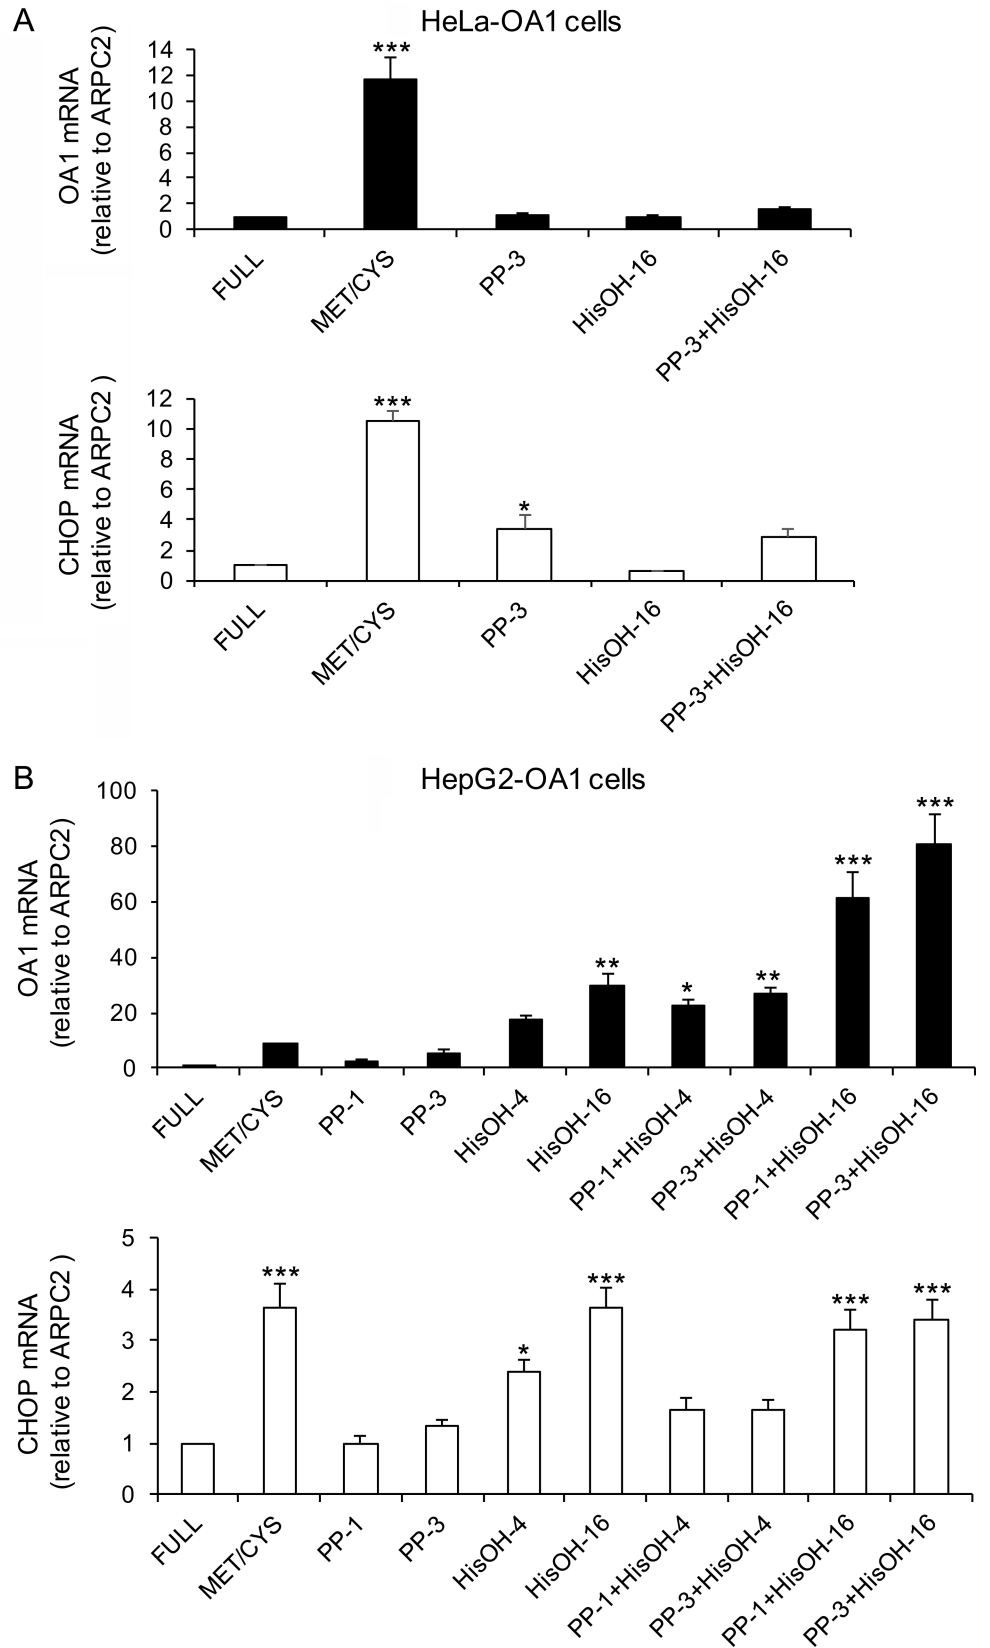 A
HeLa-OA1 cells
OA1 mRNA
(relative to ARPC2)
14
12
10
8
6
4
2
0
***
FULL
MET/CYS
PP-3
HisOH-16
PP-3+HisOH-16
CHOP mRNA
(relative to ARPC2 )
12
10
8
6
4
2
0
***
*
FULL
MET/CYS
PP-3
HisOH-16
PP-3+HisOH-16
B
HepG2-OA1 cells
OA1 mRNA
(relative to ARPC2)
100
80
60
40
20
0
**
*
**
***
***
FULL
MET/CYS
PP-1
PP-3
HisOH-4
HisOH-16
PP-1+HisOH-4
PP-3+HisOH-4
PP-1+HisOH-16
PP-3+HisOH-16
CHOP mRNA
(relative to ARPC2 )
5
4
3
2
1
0
***
*
***
***
***
FULL
MET/CYS
PP-1
PP-3
HisOH-4
HisOH-16
PP-1+HisOH-4
PP-3+HisOH-4
PP-1+HisOH-16
PP-3+HisOH-16